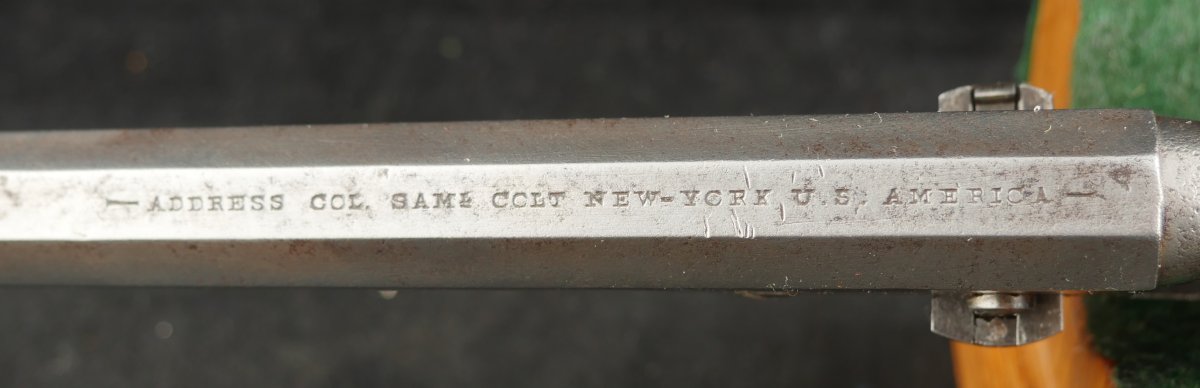 — ADDRESS COL. SAML COLT NEW-YORK U.S. AMERICA —